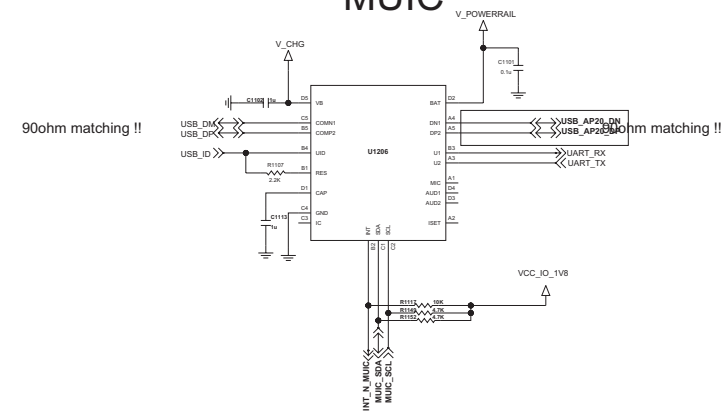 MUIC
V_POWERRAIL
V_CHG
C1101
0.1u
C1102 1u
D5 VB
BAT D2
90ohm matching !!
USB_DM
C5 COMN1
DN1 A4
USB_AP20_DN
USB_DP
B5 COMP2
DP2 A5
USB_AP20_DP
90ohm matching !!
USB_ID
B4 UID
U1206
U1 B3
UART_RX
U2 A3
UART_TX
R1107
2.2K
B1 RES
MIC A1
D1 CAP
AUD1 D4
AUD2 D3
C4 GND
C1113
1u
C3 IC
ISET A2
INT
SDA
SCL
B2
C1
C2
VCC_IO_1V8
R1117 10K
R1149 4.7K
R1152 4.7K
INT_N_MUIC
MUIC_SDA
MUIC_SCL